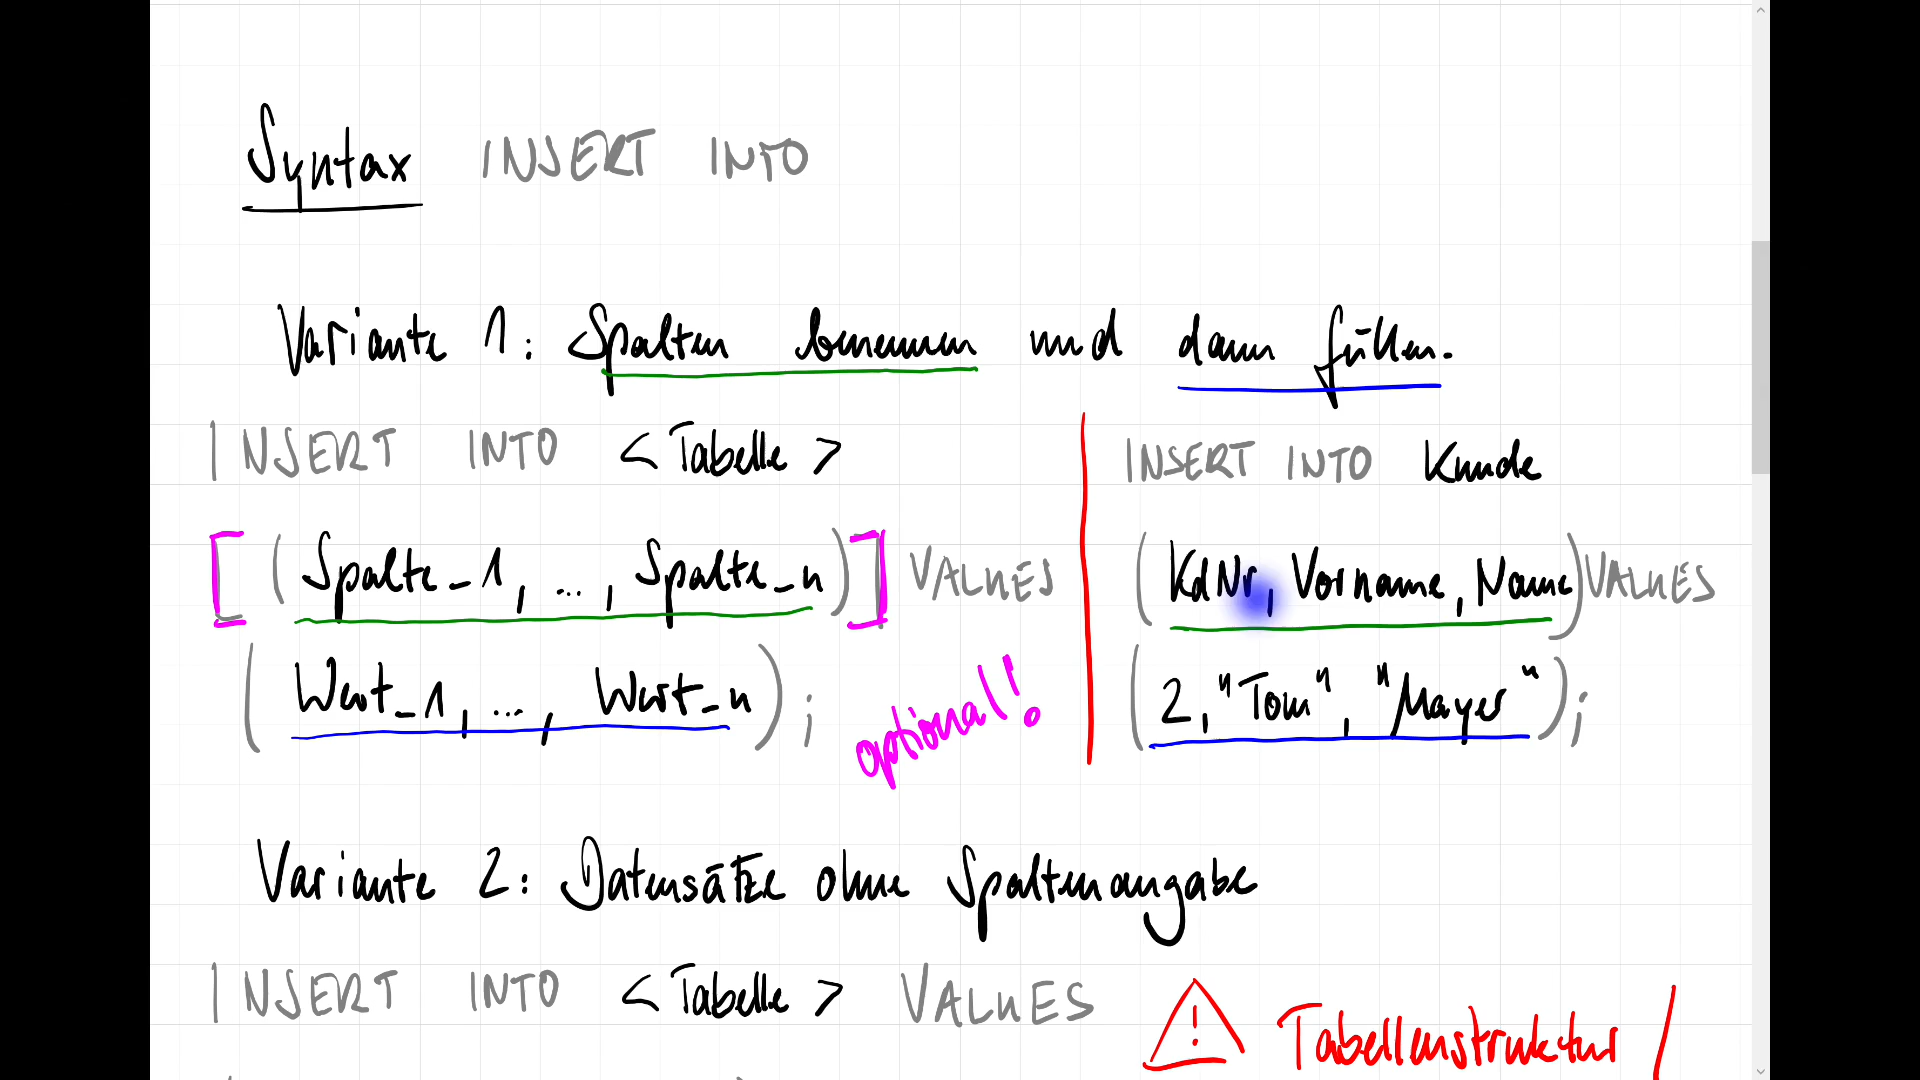 Syntax INSERT INTO
Variante 1: Spalten benennen und dann füllen.
INSERT INTO <Tabelle>
[(Spalte_1, ..., Spalte_n)] VALUES
(Wert_1, ..., Wert_n);
optional!
INSERT INTO Kunde
(KdNr, Vorname, Name) VALUES
(2, "Tom", "Mayer");
Variante 2: Datensätze ohne Spaltenangabe
INSERT INTO <Tabelle> VALUES
! Tabellenstruktur